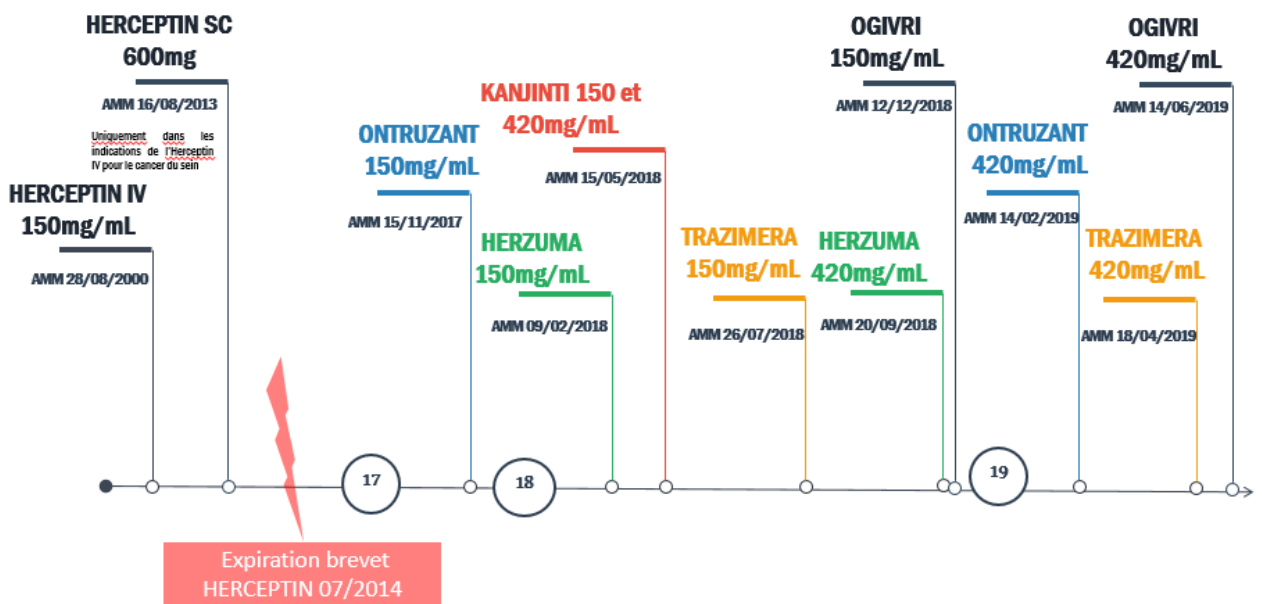 HERCEPTIN SC
600mg
AMM 16/08/2013
Uniquement dans les
indications de l'Herceptin
IV pour le cancer du sein
HERCEPTIN IV
150mg/mL
AMM 28/08/2000
ONTRUZANT
150mg/mL
AMM 15/11/2017
HERZUMA
150mg/mL
AMM 09/02/2018
KANJINTI 150 et
420mg/mL
AMM 15/05/2018
TRAZIMERA
150mg/mL
AMM 26/07/2018
HERZUMA
420mg/mL
AMM 20/09/2018
OGIVRI
150mg/mL
AMM 12/12/2018
ONTRUZANT
420mg/mL
AMM 14/02/2019
TRAZIMERA
420mg/mL
AMM 18/04/2019
OGIVRI
420mg/mL
AMM 14/06/2019
17
18
19
Expiration brevet
HERCEPTIN 07/2014